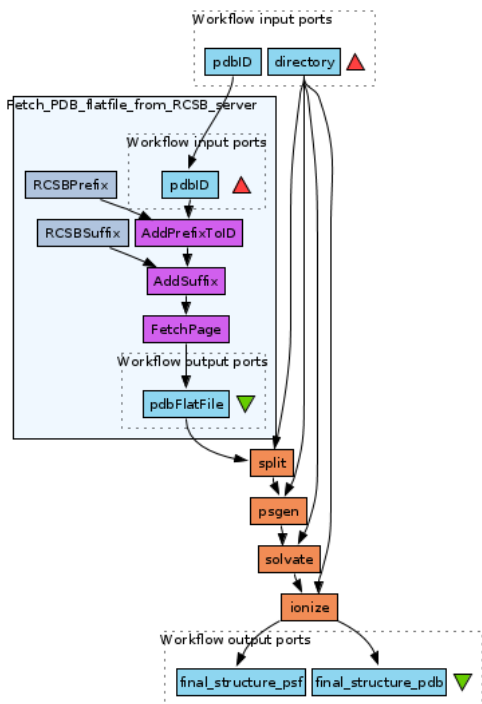 Workflow input ports
pdbID
directory
Fetch_PDB_flatfile_from_RCSB_server
Workflow input ports
RCSBPrefix
pdbID
RCSBSuffix
AddPrefixToID
AddSuffix
FetchPage
Workflow output ports
pdbFlatFile
split
psgen
solvate
ionize
Workflow output ports
final_structure_psf
final_structure_pdb